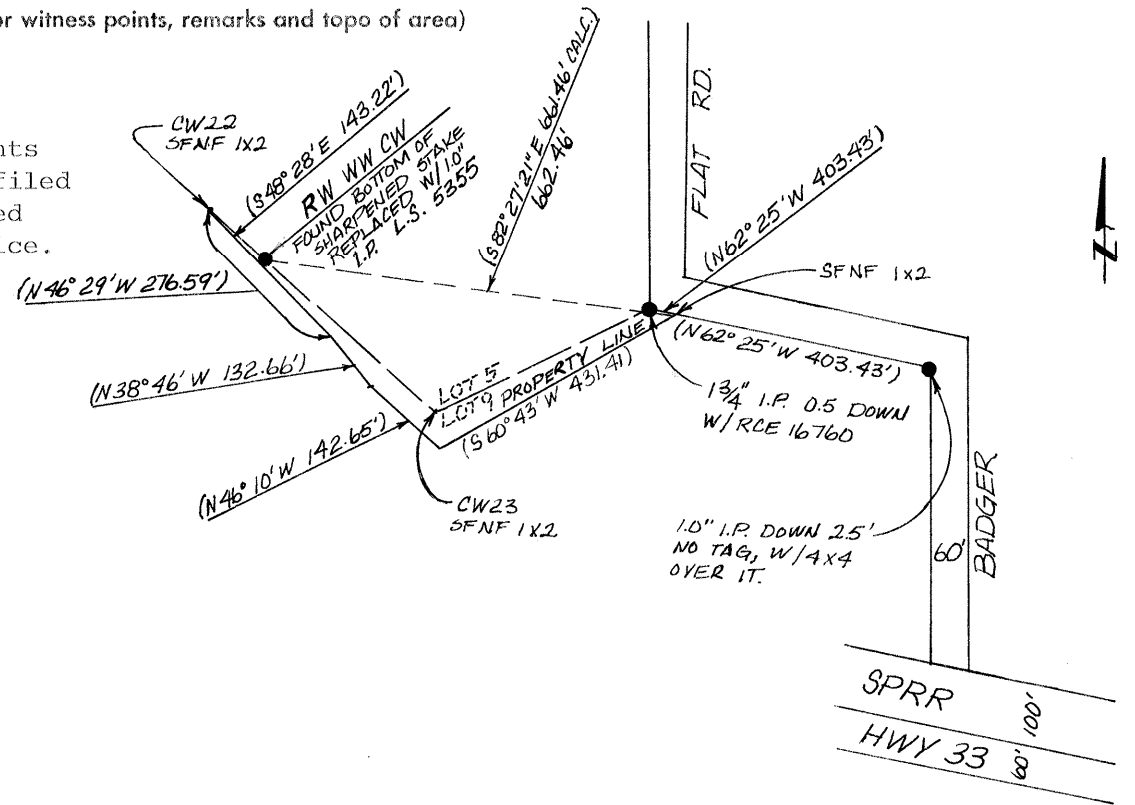 or witness points, remarks and topo of area)
nts
filed
ed
ice.
CW22
SFNF 1X2
(S48° 28' E 143.22')
RW WW CW
FOUND BOTTOM OF
SHARPENED STAKE
REPLACED W/1.0"
I.P. L.S. 5355
(S82° 27' 21" E 661.46' CALC.)
662.46'
FLAT RD.
(N62° 25' W 403.43')
SFNF 1x2
(N62° 25' W 403.43')
(N46° 29' W 276.59')
(N38° 46' W 132.66')
(N46° 10' W 142.65')
LOT 5
LOT 9 PROPERTY LINE
(S60° 43' W 431.41)
CW23
SFNF 1X2
1 3/4" I.P. 0.5 DOWN
W/RCE 16760
1.0" I.P. DOWN 2.5'
NO TAG, W/4x4
OVER IT.
60'
BADGER
SPRR 100'
HWY 33 60'
Z